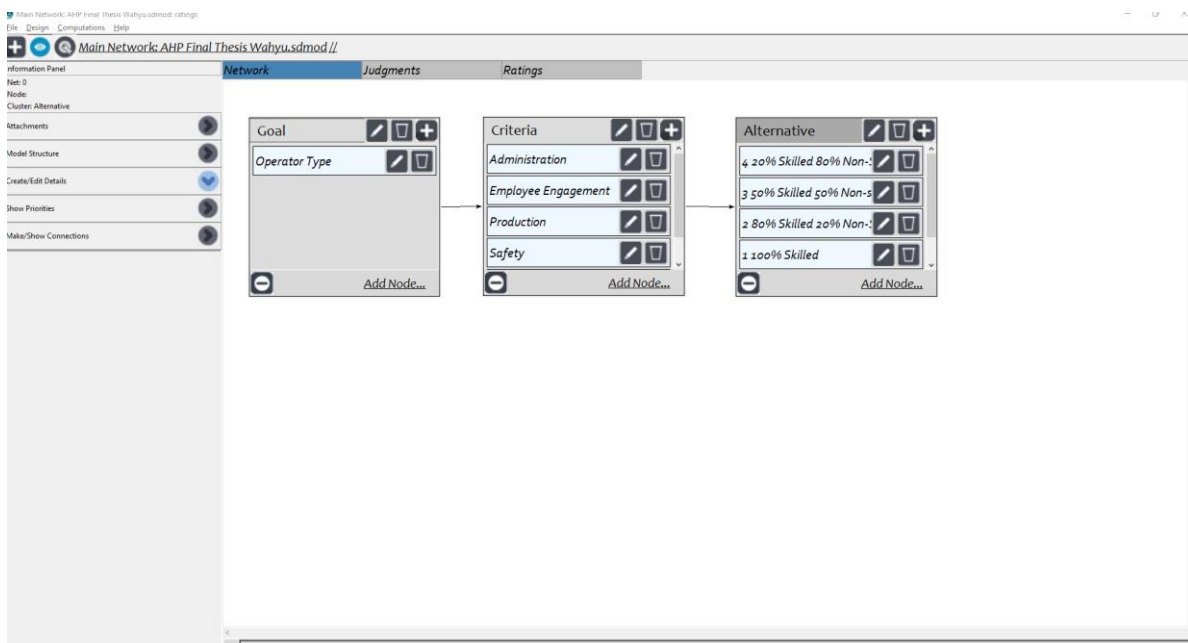 Main Network: AHP Final Thesis Wahyu.sdmod: ratings
File Design Computations Help
Main Network: AHP Final Thesis Wahyu.sdmod //
nformation Panel
Net: 0
Node:
Cluster: Alternative
Attachments
Model Structure
Create/Edit Details
Show Priorities
Make/Show Connections
Network Judgments Ratings
Goal
Operator Type
Add Node...
Criteria
Administration
Employee Engagement
Production
Safety
Add Node...
Alternative
4 20% Skilled 80% Non-
3 50% Skilled 50% Non-s
2 80% Skilled 20% Non-
1 100% Skilled
Add Node...